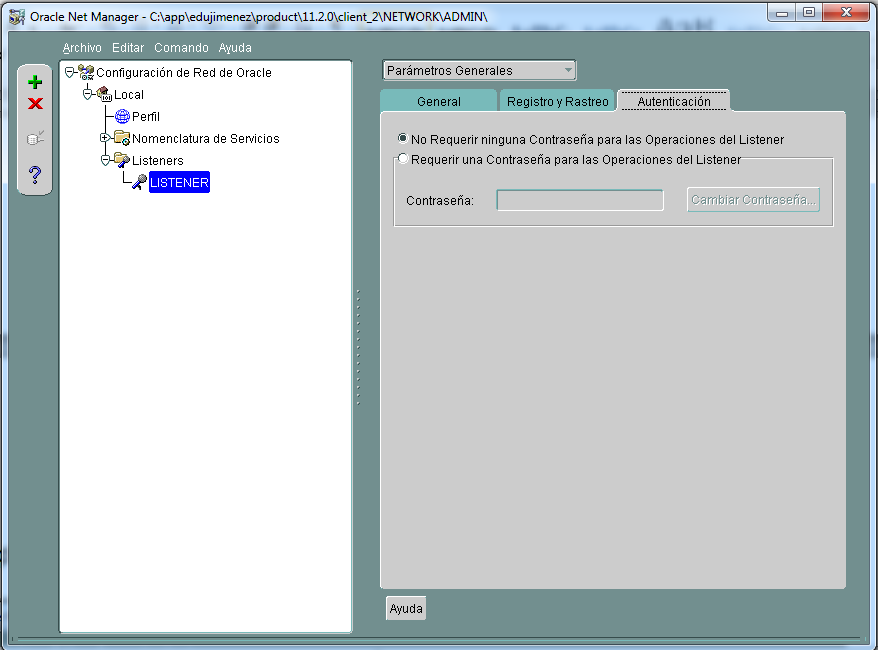 Oracle Net Manager - C:\app\edujimenez\product\11.2.0\client_2\NETWORK\ADMIN\
Archivo Editar Comando Ayuda
Configuración de Red de Oracle
Local
Perfil
Nomenclatura de Servicios
Listeners
LISTENER
Parámetros Generales
General Registro y Rastreo Autenticación
No Requerir ninguna Contraseña para las Operaciones del Listener
Requerir una Contraseña para las Operaciones del Listener
Contraseña: Cambiar Contraseña...
Ayuda